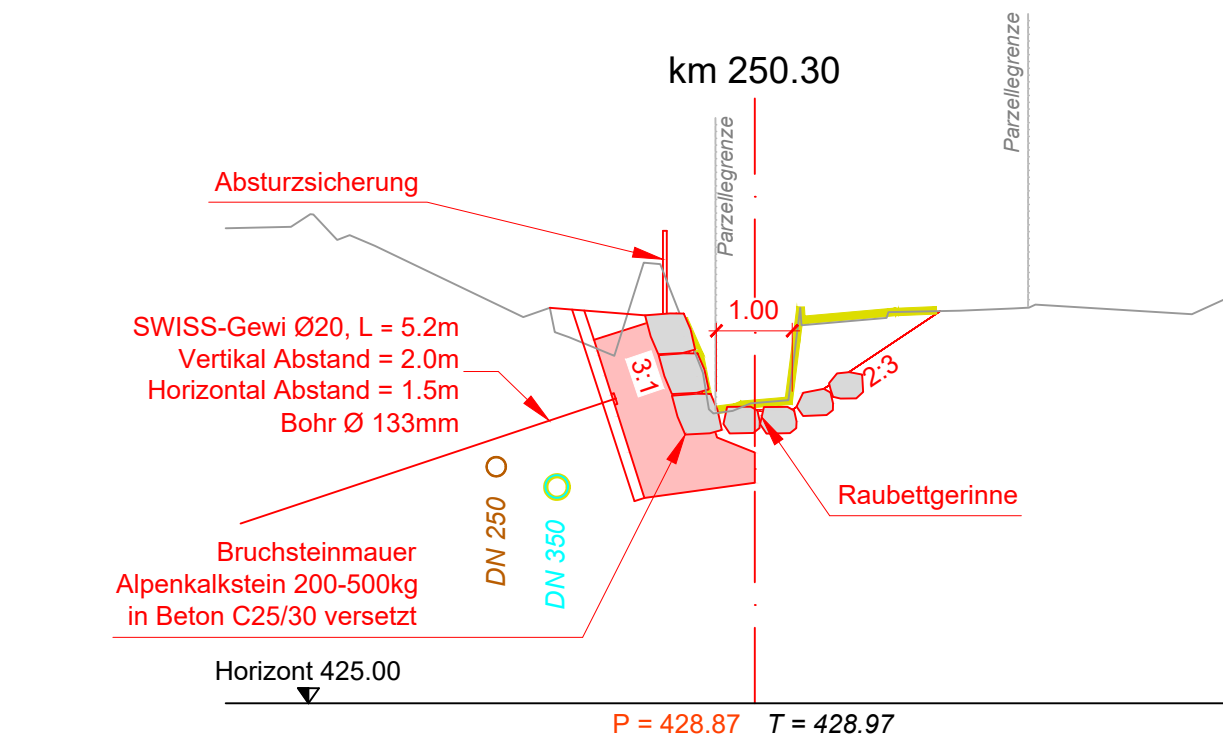 km 250.30
Parzellegrenze
Parzellegrenze
Absturzsicherung
1.00
SWISS-Gewi Ø20, L = 5.2m
Vertikal Abstand = 2.0m
Horizontal Abstand = 1.5m
Bohr Ø 133mm
3:1
2:3
Raubettgerinne
DN 250
DN 350
Bruchsteinmauer
Alpenkalkstein 200-500kg
in Beton C25/30 versetzt
Horizont 425.00
P = 428.87 T = 428.97